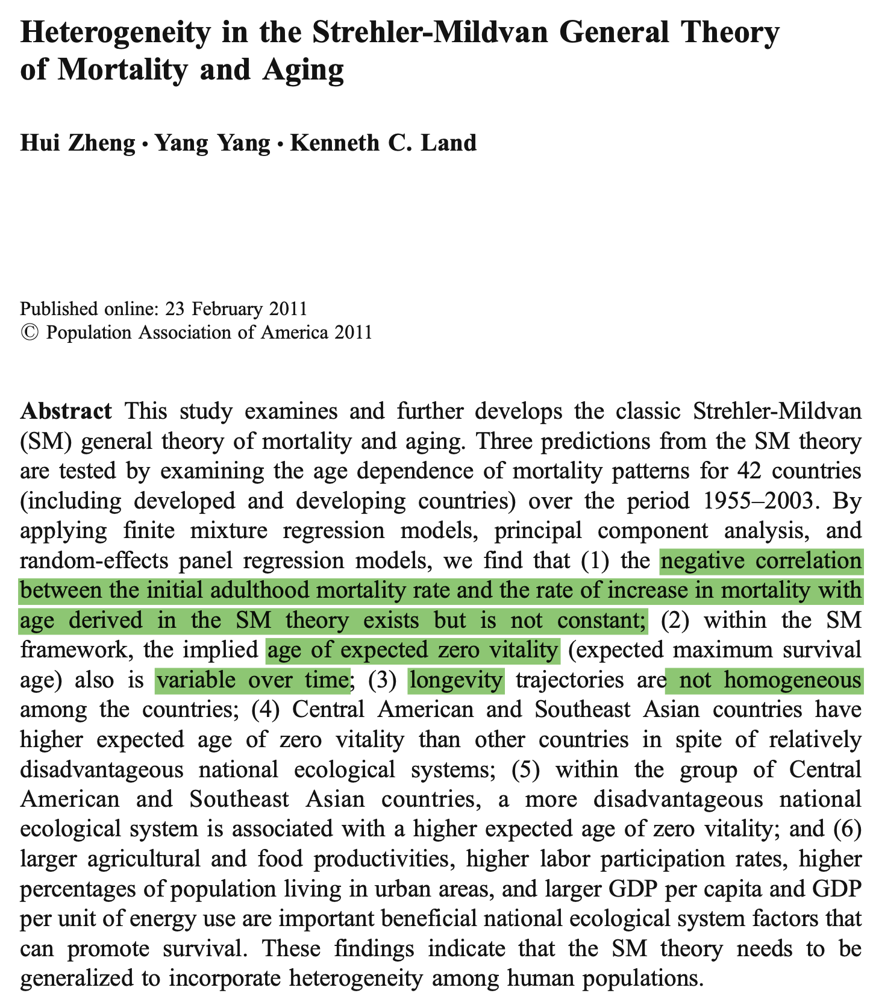 Heterogeneity in the Strehler-Mildvan General Theory
of Mortality and Aging
Hui Zheng · Yang Yang · Kenneth C. Land
Published online: 23 February 2011
© Population Association of America 2011
Abstract This study examines and further develops the classic Strehler-Mildvan
(SM) general theory of mortality and aging. Three predictions from the SM theory
are tested by examining the age dependence of mortality patterns for 42 countries
(including developed and developing countries) over the period 1955–2003. By
applying finite mixture regression models, principal component analysis, and
random-effects panel regression models, we find that (1) the negative correlation
between the initial adulthood mortality rate and the rate of increase in mortality with
age derived in the SM theory exists but is not constant; (2) within the SM
framework, the implied age of expected zero vitality (expected maximum survival
age) also is variable over time; (3) longevity trajectories are not homogeneous
among the countries; (4) Central American and Southeast Asian countries have
higher expected age of zero vitality than other countries in spite of relatively
disadvantageous national ecological systems; (5) within the group of Central
American and Southeast Asian countries, a more disadvantageous national
ecological system is associated with a higher expected age of zero vitality; and (6)
larger agricultural and food productivities, higher labor participation rates, higher
percentages of population living in urban areas, and larger GDP per capita and GDP
per unit of energy use are important beneficial national ecological system factors that
can promote survival. These findings indicate that the SM theory needs to be
generalized to incorporate heterogeneity among human populations.